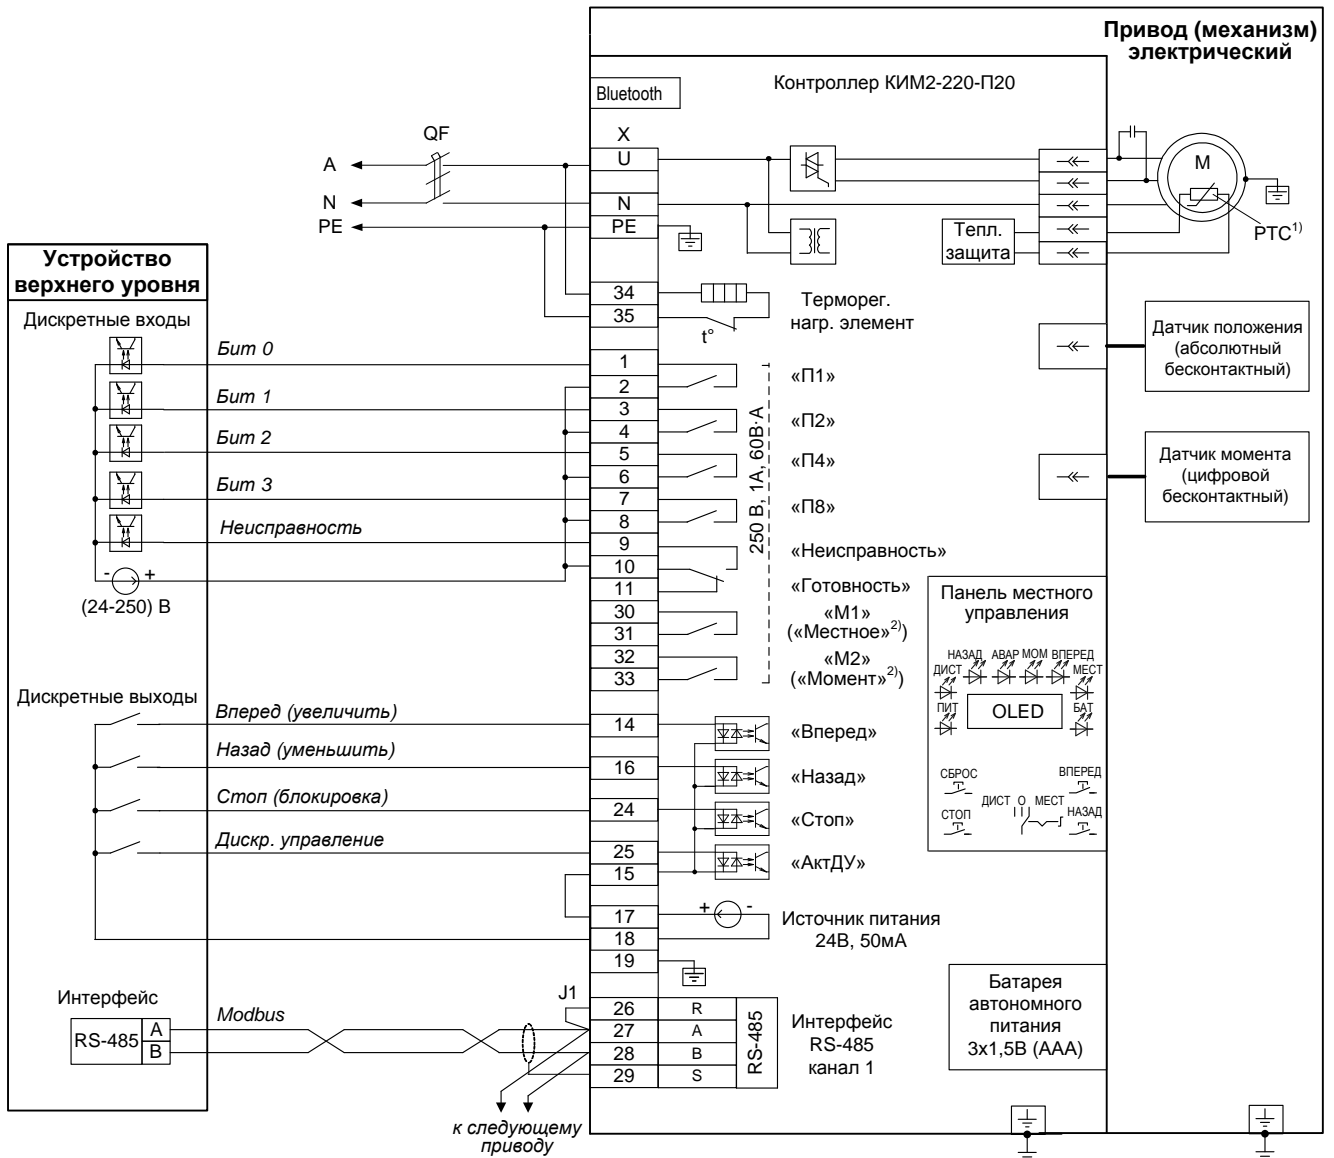 Привод (механизм)
электрический
Контроллер КИМ2-220-П20
Bluetooth
QF
X
A
U
N
N
PE
PE
M
PTC1)
Тепл.
защита
Устройство
верхнего уровня
Дискретные входы
34
35
t°
Терморег.
нагр. элемент
Датчик положения
(абсолютный
бесконтактный)
Бит 0
1
2
«П1»
Бит 1
3
4
«П2»
Бит 2
5
6
«П4»
Бит 3
7
8
«П8»
250 В, 1А, 60В·А
Датчик момента
(цифровой
бесконтактный)
Неисправность
9
10
11
«Неисправность»
«Готовность»
- +
(24-250) В
30
31
«М1»
(«Местное»2))
32
33
«М2»
(«Момент»2))
Панель местного
управления
НАЗАД АВАР МОМ ВПЕРЕД
ДИСТ МЕСТ
ПИТ OLED БАТ
СБРОС ВПЕРЕД
ДИСТ О МЕСТ
СТОП НАЗАД
Дискретные выходы
Вперед (увеличить)
14
«Вперед»
Назад (уменьшить)
16
«Назад»
Стоп (блокировка)
24
«Стоп»
Дискр. управление
25
15
«АктДУ»
17
18
19
+ -
Источник питания
24В, 50мА
Батарея
автономного
питания
3х1,5В (ААА)
Интерфейс
RS-485
A
B
Modbus
J1
26 R
27 A
28 B
29 S
RS-485
Интерфейс
RS-485
канал 1
к следующему
приводу